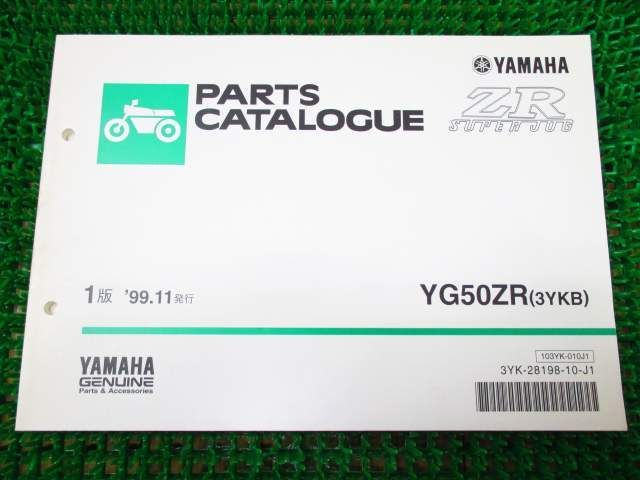 YAMAHA
PARTS
CATALOGUE
ZR
SUPER JOG
1版 '99.11発行
YG50ZR(3YKB)
YAMAHA
GENUINE
Parts & Accessories
103YK-010J1
3YK-28198-10-J1